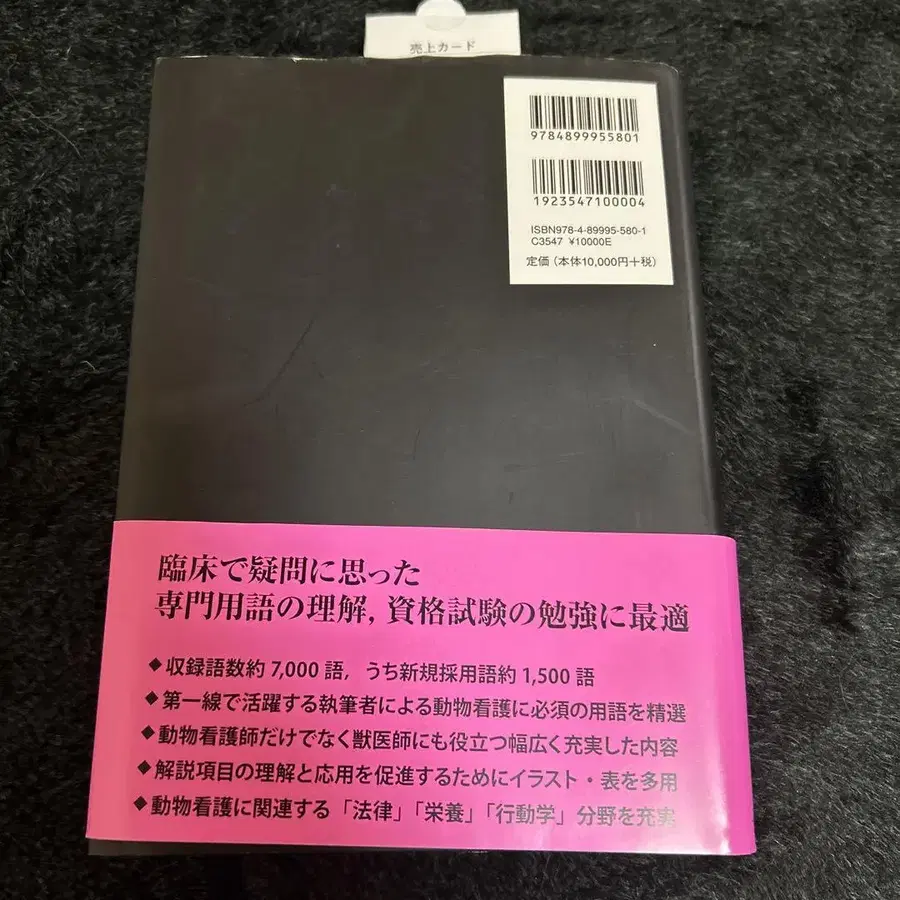 売上カード
9784899955801
1923547100004
ISBN978-4-89995-580-1
C3547 ¥10000E
定価（本体10,000円+税）
臨床で疑問に思った
専門用語の理解，資格試験の勉強に最適
◆収録語数約7,000語，うち新規採用語約1,500語
◆第一線で活躍する執筆者による動物看護に必須の用語を精選
◆動物看護師だけでなく獣医師にも役立つ幅広く充実した内容
◆解説項目の理解と応用を促進するためにイラスト・表を多用
◆動物看護に関連する「法律」「栄養」「行動学」分野を充実